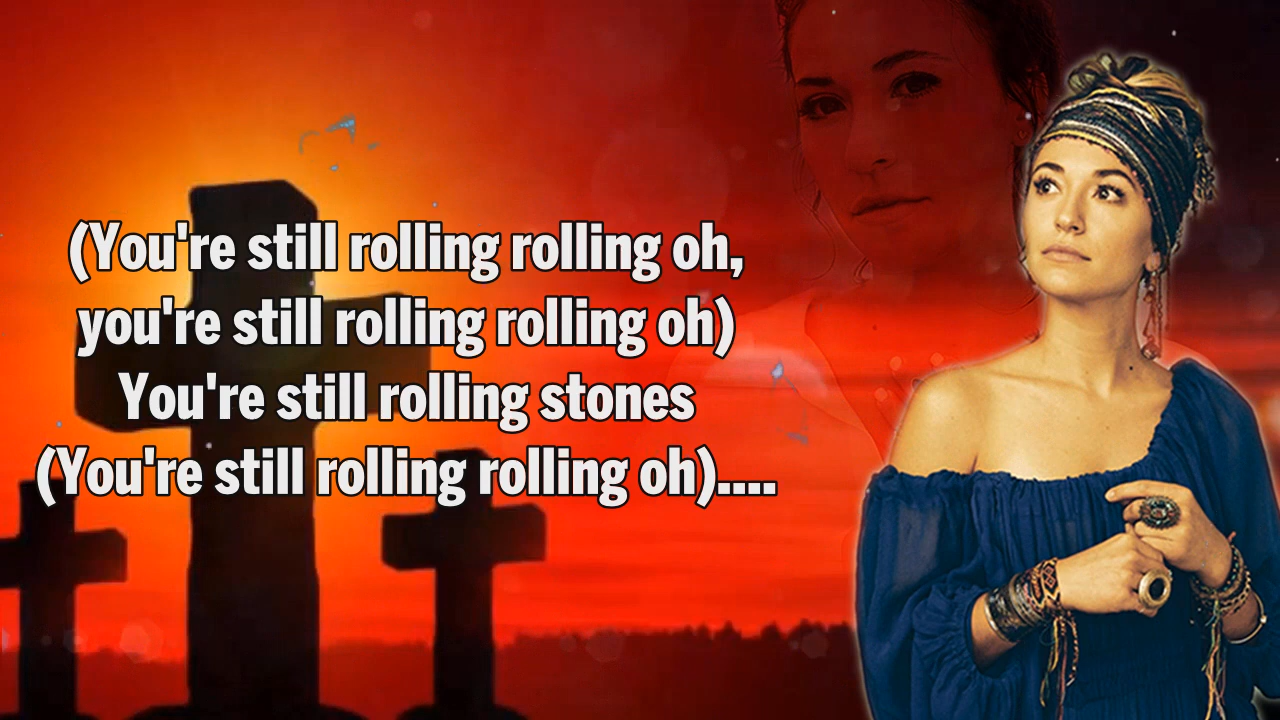 (You're still rolling rolling oh,
you're still rolling rolling oh)
You're still rolling stones
(You're still rolling rolling oh)....